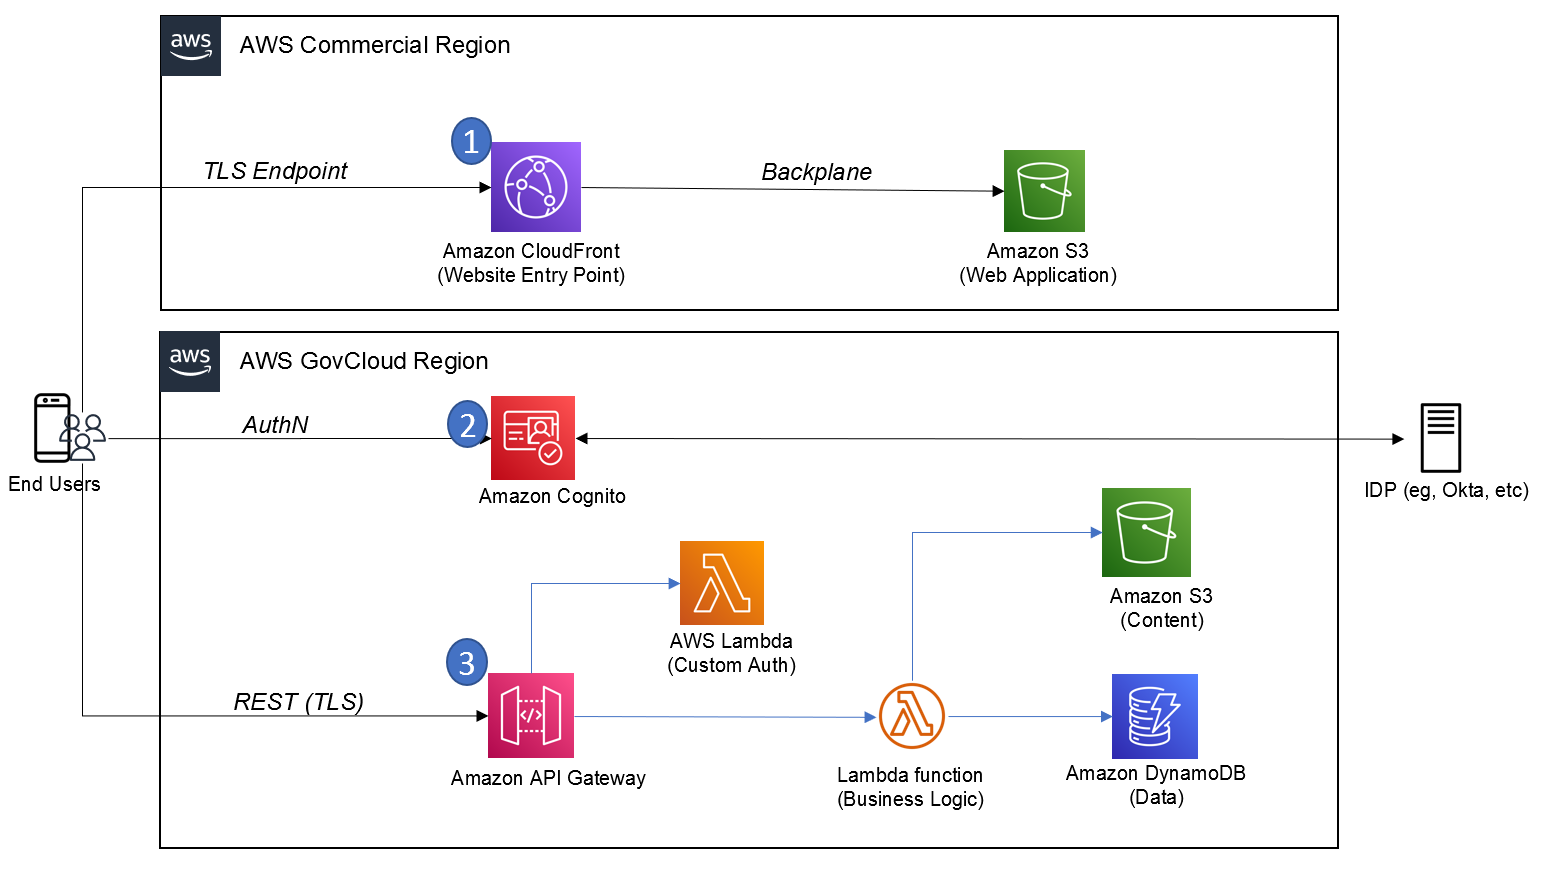 aws
AWS Commercial Region
1
TLS Endpoint
Backplane
Amazon CloudFront
(Website Entry Point)
Amazon S3
(Web Application)
aws
AWS GovCloud Region
End Users
AuthN
2
Amazon Cognito
IDP (eg, Okta, etc)
AWS Lambda
(Custom Auth)
Amazon S3
(Content)
3
REST (TLS)
</>
Amazon API Gateway
Lambda function
(Business Logic)
Amazon DynamoDB
(Data)